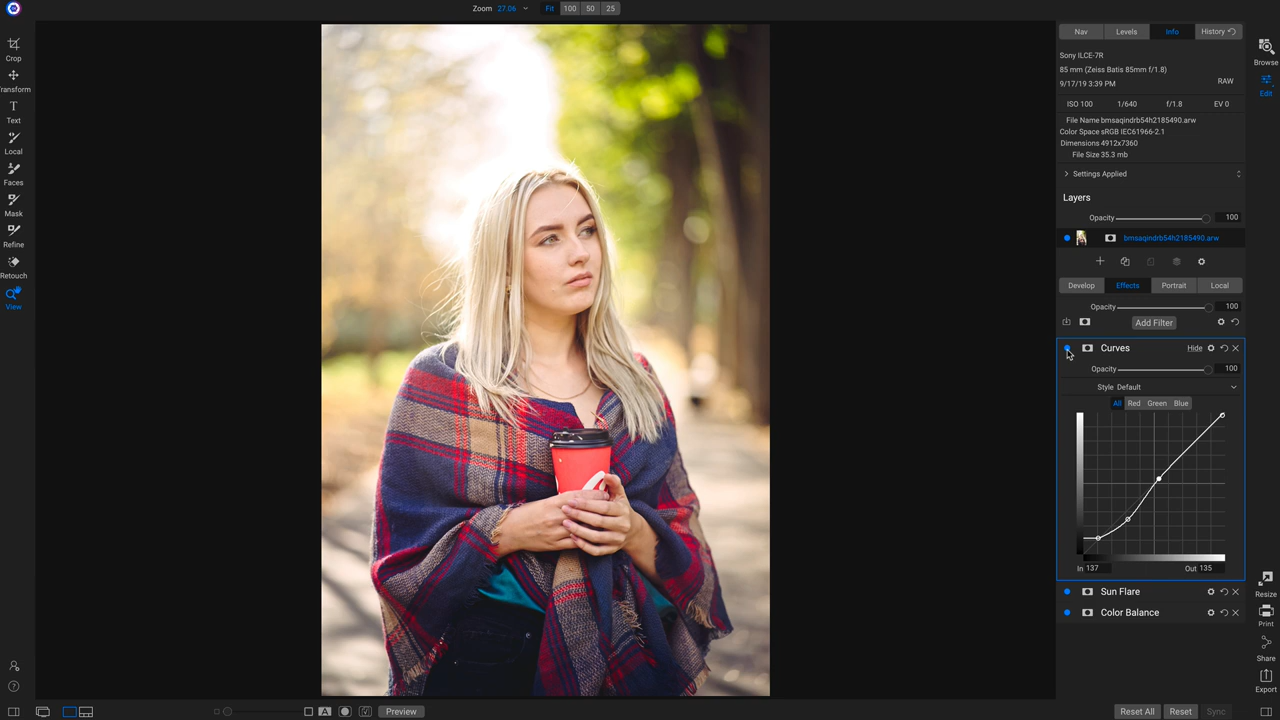 Zoom 27.06 Fit 100 50 25
Crop
Transform
Text
Local
Faces
Mask
Refine
Retouch
View
Nav Levels Info History
Sony ILCE-7R
85 mm (Zeiss Batis 85mm f/1.8)
9/17/19 3:39 PM
RAW
ISO 100 1/640 f/1.8 EV 0
File Name bmsaqindrb54h2185490.arw
Color Space sRGB IEC61966-2.1
Dimensions 4912x7360
File Size 35.3 mb
Settings Applied
Layers
Opacity 100
bmsaqindrb54h2185490.arw
Develop Effects Portrait Local
Opacity 100
Add Filter
Curves Hide
Opacity 100
Style Default
All Red Green Blue
In 137 Out 135
Sun Flare
Color Balance
Browse
Edit
Resize
Print
Share
Export
A Preview
Reset All Reset Sync